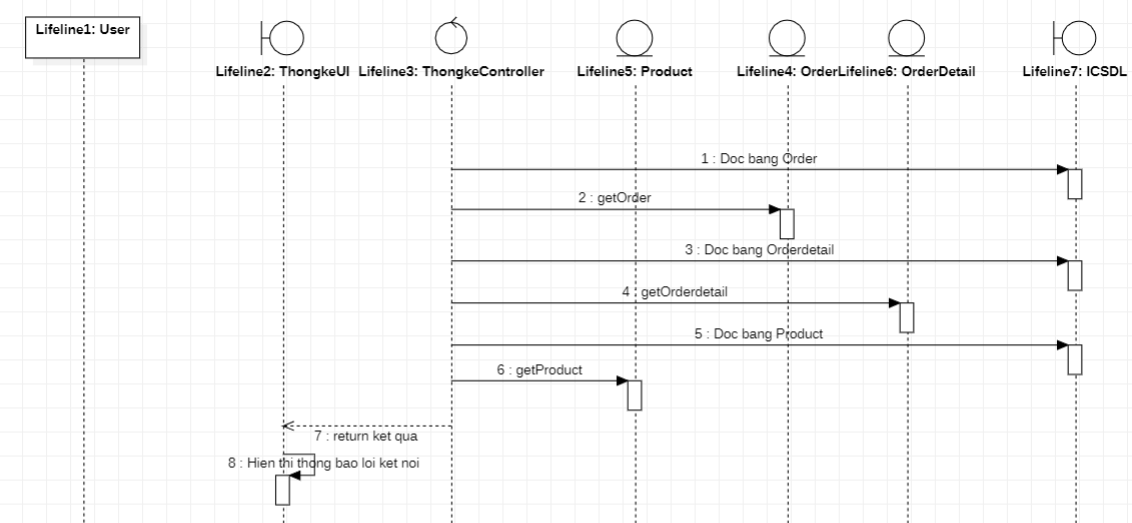 Lifeline1: User
Lifeline2: ThongkeUI
Lifeline3: ThongkeController
Lifeline5: Product
Lifeline4: Order
Lifeline6: OrderDetail
Lifeline7: ICSDL
1 : Doc bang Order
2 : getOrder
3 : Doc bang Orderdetail
4 : getOrderdetail
5 : Doc bang Product
6 : getProduct
7 : return ket qua
8 : Hien thi thong bao loi ket noi